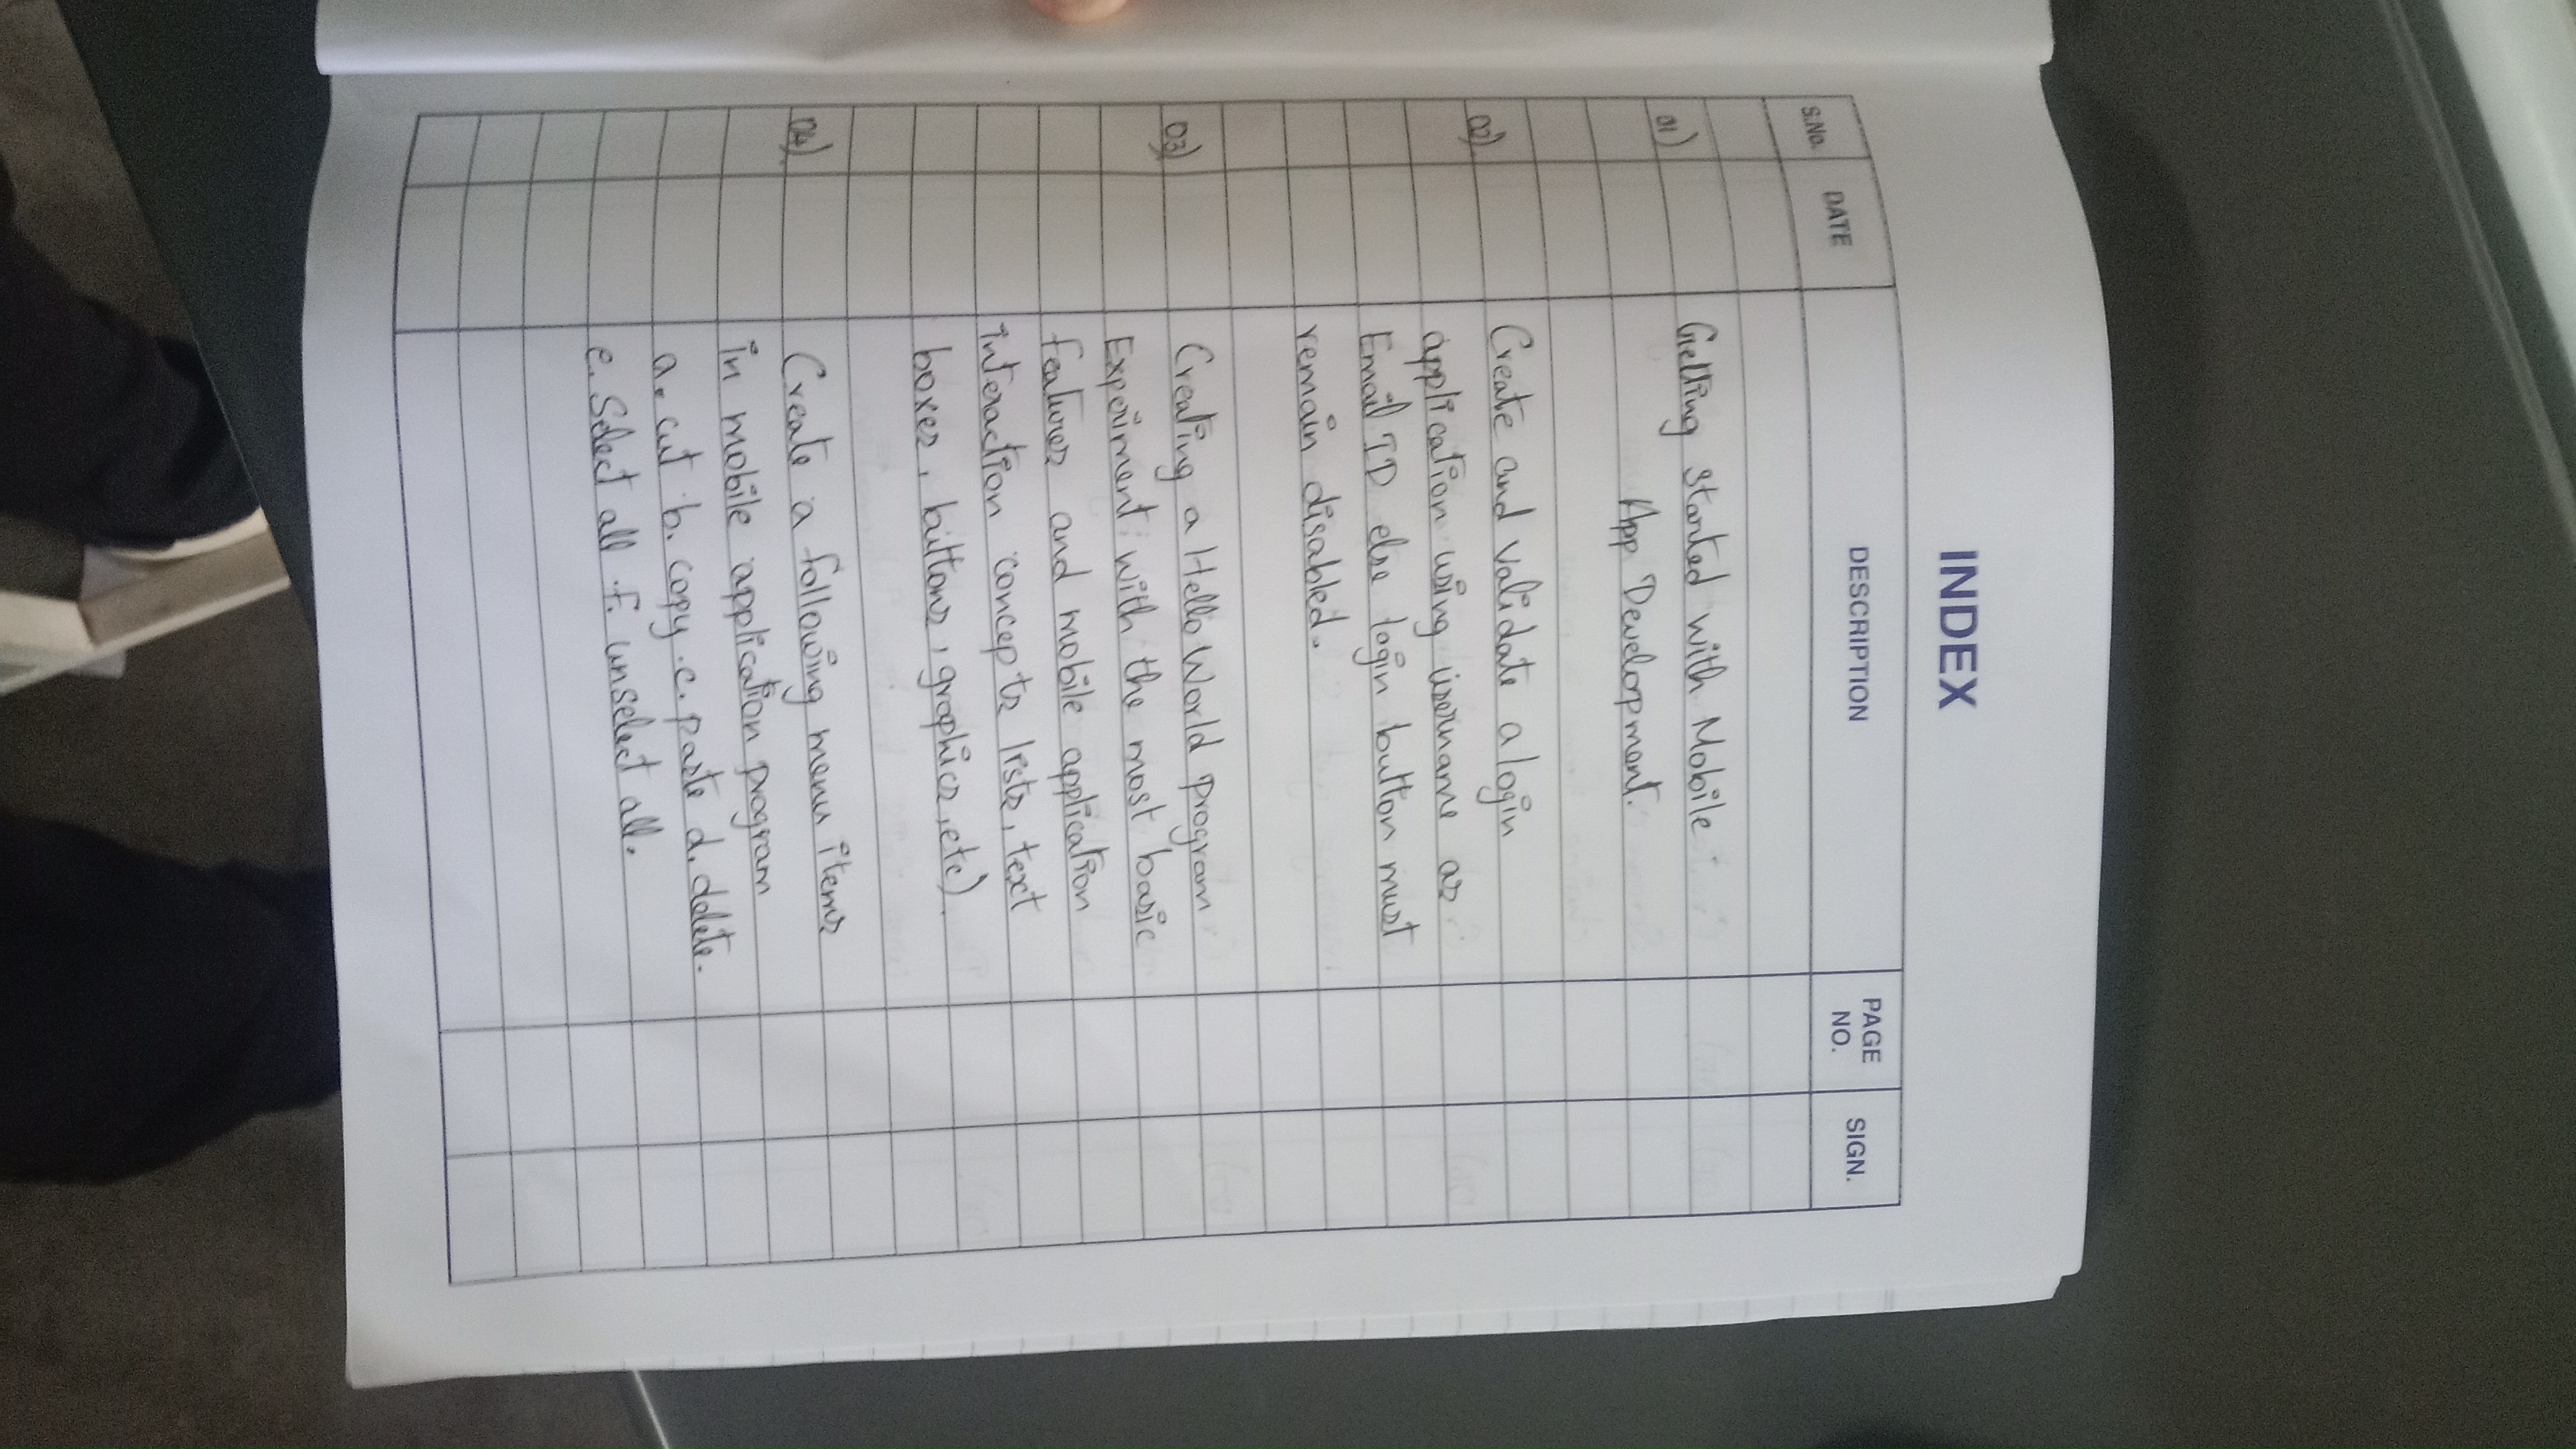 INDEX
S.No. DATE DESCRIPTION PAGE NO. SIGN.
01) Getting started with Mobile
App Development.
02) Create and validate a login
application using username as
Email ID else login button must
remain disabled.
03) Creating a Hello World program
Experiment with the most basic
features and mobile application
interaction concepts lists, text
boxes, buttons, graphics, etc).
04). Create a following menu items
in mobile application program
a. cut b. copy .c. paste d. delete.
e. Select all .f. unselect all.